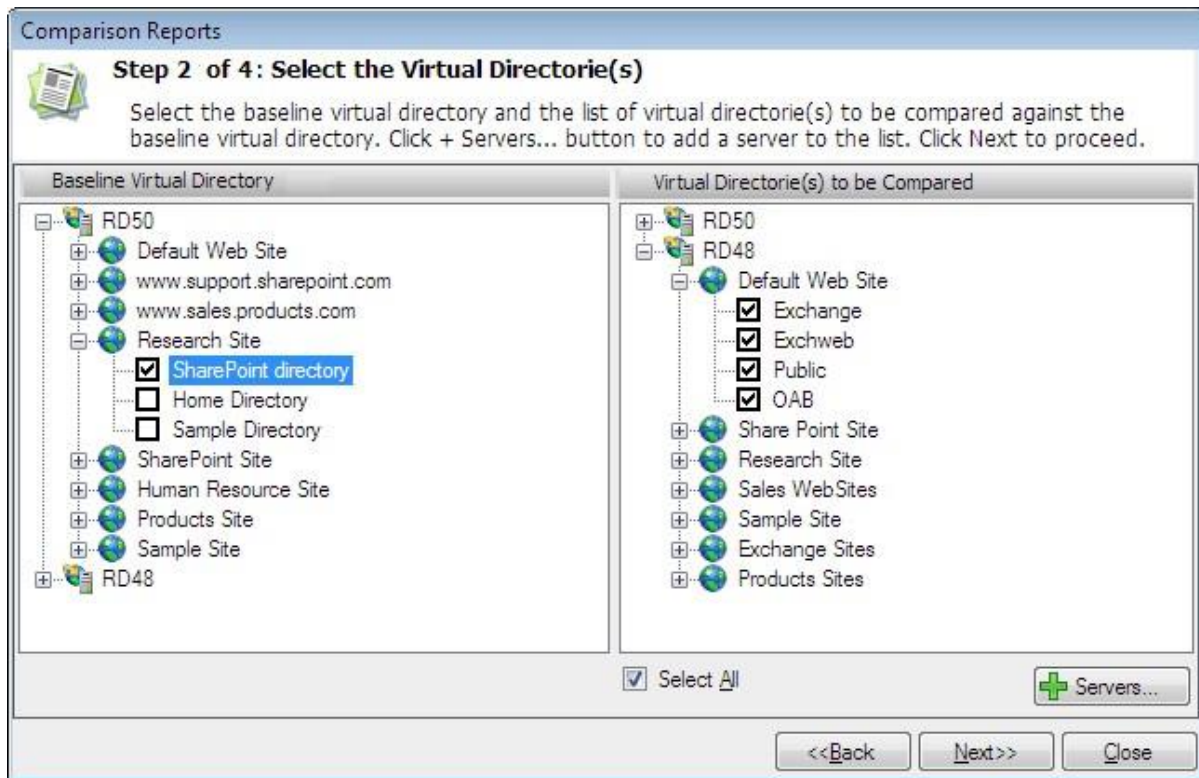 Comparison Reports
Step 2 of 4: Select the Virtual Directorie(s)
Select the baseline virtual directory and the list of virtual directorie(s) to be compared against the
baseline virtual directory. Click + Servers... button to add a server to the list. Click Next to proceed.
Baseline Virtual Directory
RD50
Default Web Site
www.support.sharepoint.com
www.sales.products.com
Research Site
SharePoint directory
Home Directory
Sample Directory
SharePoint Site
Human Resource Site
Products Site
Sample Site
RD48
Virtual Directorie(s) to be Compared
RD50
RD48
Default Web Site
Exchange
Exchweb
Public
OAB
Share Point Site
Research Site
Sales WebSites
Sample Site
Exchange Sites
Products Sites
Select All
Servers...
<<Back
Next>>
Close